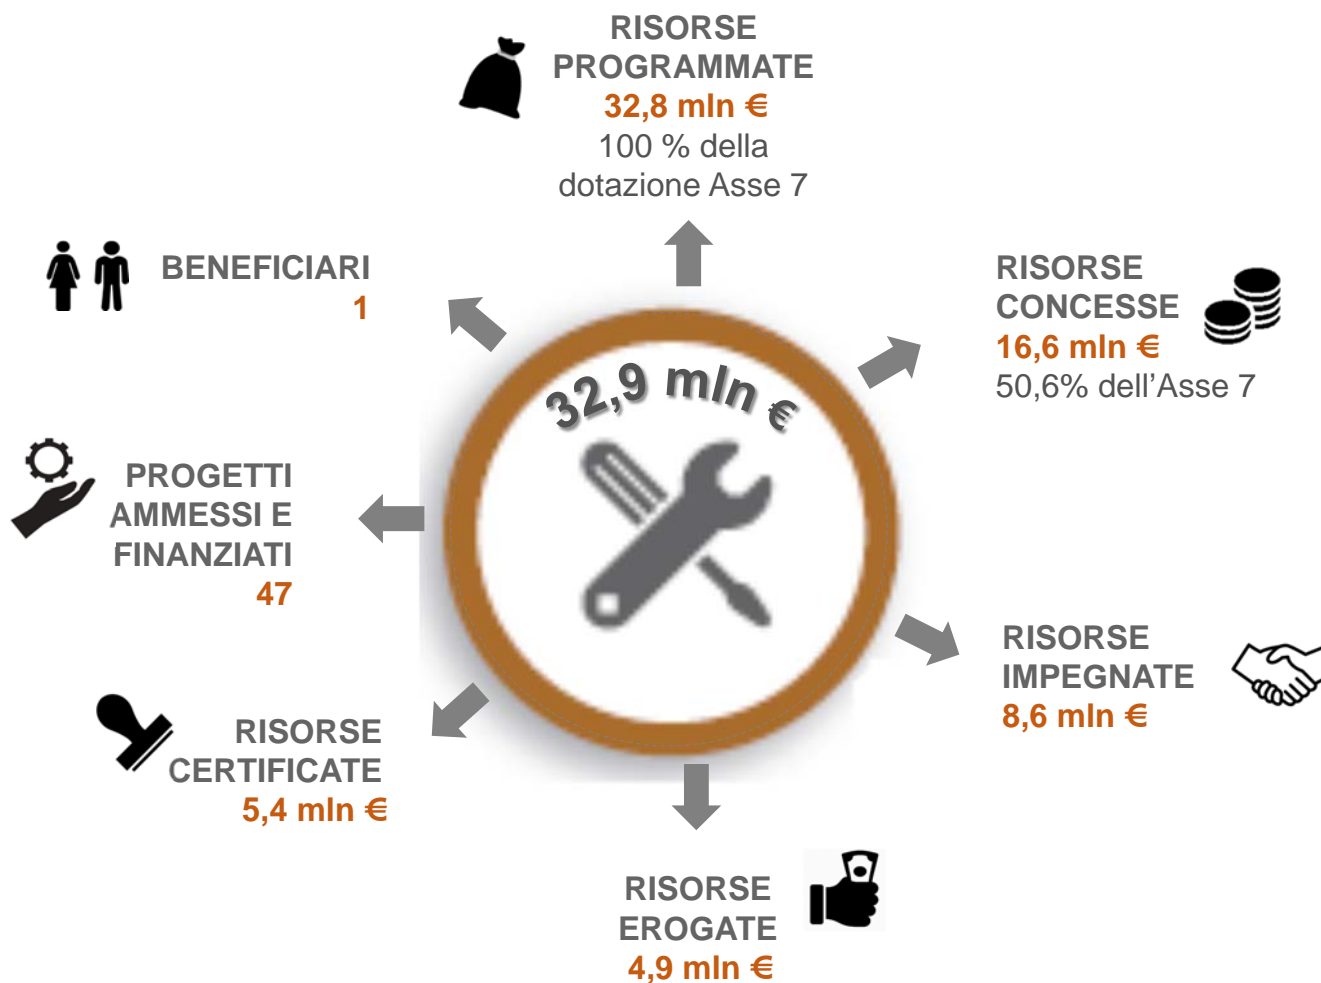 RISORSE
PROGRAMMATE
32,8 mln €
100 % della
dotazione Asse 7
BENEFICIARI
1
RISORSE
CONCESSE
16,6 mln €
50,6% dell'Asse 7
32,9 mln €
PROGETTI
AMMESSI E
FINANZIATI
47
RISORSE
IMPEGNATE
8,6 mln €
RISORSE
CERTIFICATE
5,4 mln €
RISORSE
EROGATE
4,9 mln €